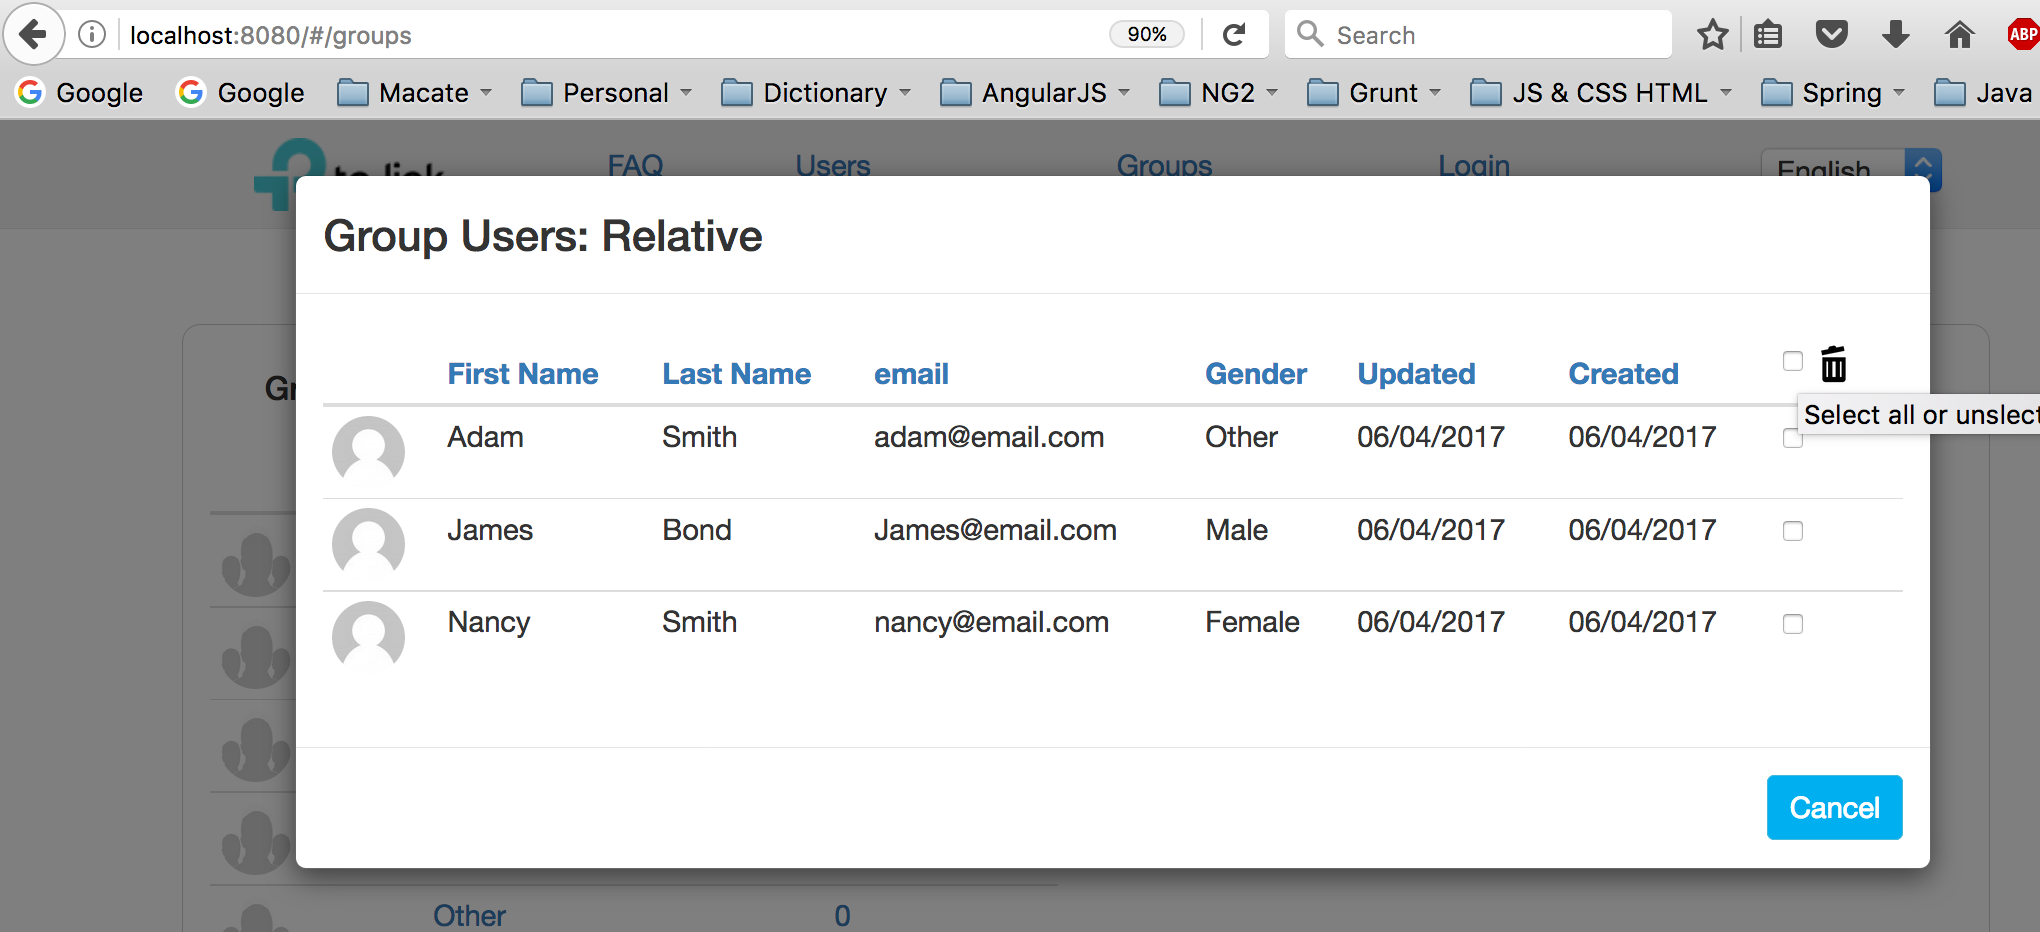 localhost:8080/#/groups 90% Search ABP
Google Google Macate Personal Dictionary AngularJS NG2 Grunt JS & CSS HTML Spring Java
FAQ Users Groups Login English
Group Users: Relative
First Name Last Name email Gender Updated Created
Select all or unslect
Adam Smith adam@email.com Other 06/04/2017 06/04/2017
James Bond James@email.com Male 06/04/2017 06/04/2017
Nancy Smith nancy@email.com Female 06/04/2017 06/04/2017
Cancel
Other 0